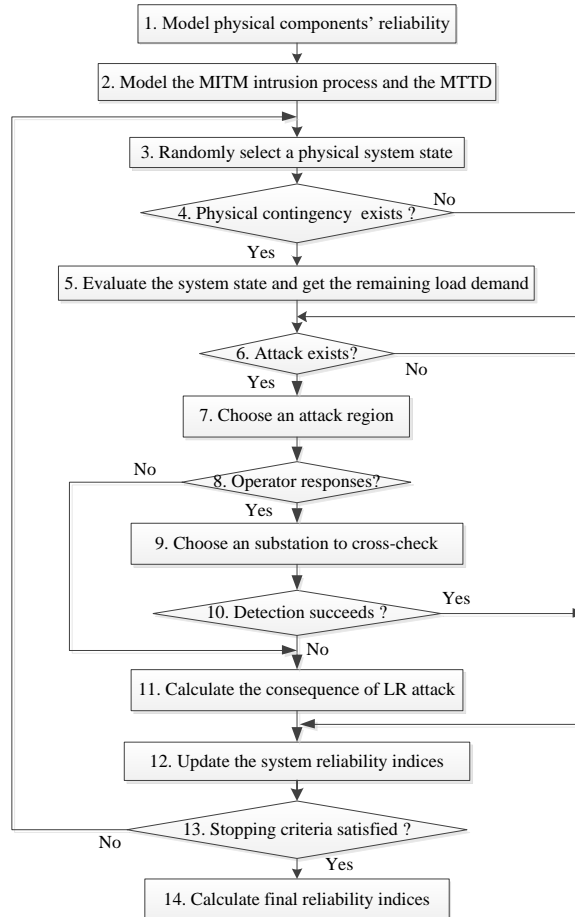 1. Model physical components' reliability
2. Model the MITM intrusion process and the MTTD
3. Randomly select a physical system state
4. Physical contingency exists ?
No
Yes
5. Evaluate the system state and get the remaining load demand
6. Attack exists?
No
Yes
7. Choose an attack region
No
8. Operator responses?
Yes
9. Choose an substation to cross-check
10. Detection succeeds ?
Yes
No
11. Calculate the consequence of LR attack
12. Update the system reliability indices
13. Stopping criteria satisfied ?
No
Yes
14. Calculate final reliability indices